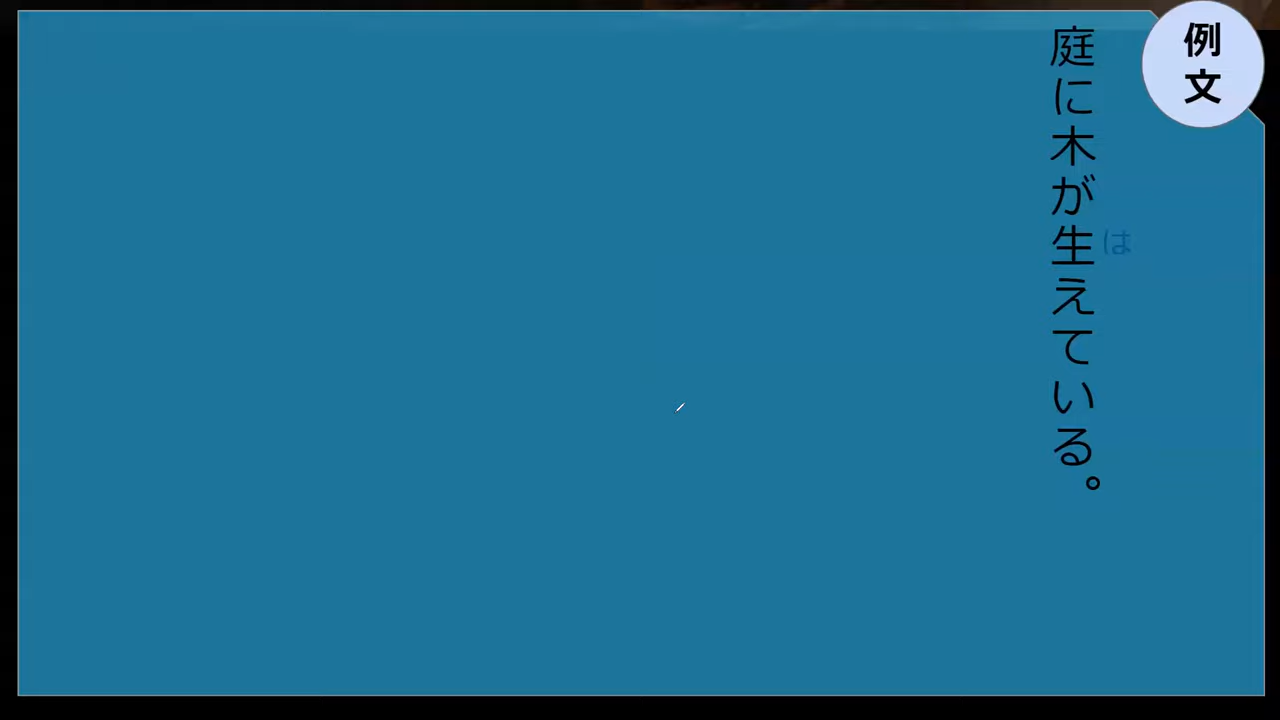 例文
庭に木が生えている。
は